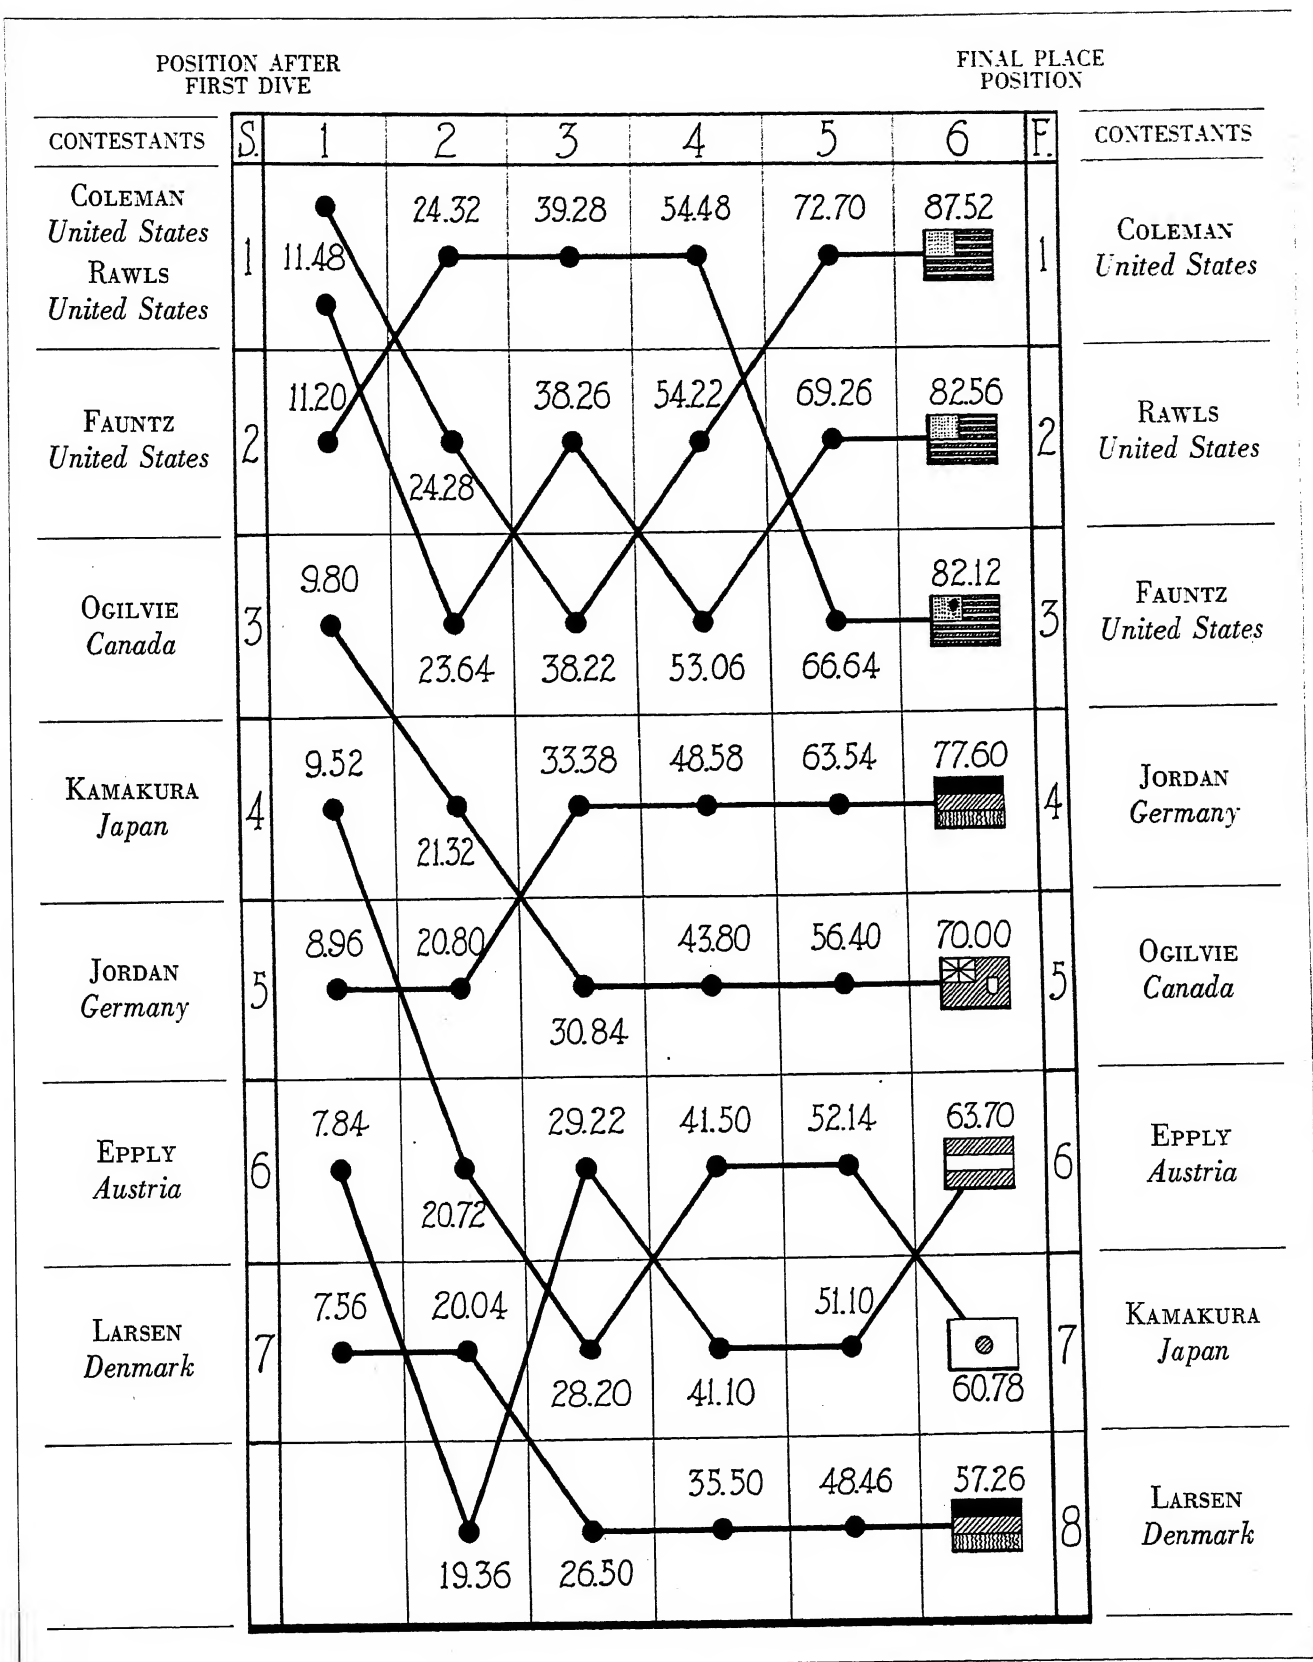 POSITION AFTER
FIRST DIVE
FINAL PLACE
POSITION
CONTESTANTS S. 1 2 3 4 5 6 F. CONTESTANTS
COLEMAN
United States
RAWLS
United States
1
11.48
24.32 39.28 54.48 72.70 87.52
1
COLEMAN
United States
FAUNTZ
United States
2
11.20
24.28
38.26 54.22 69.26 82.56
2
RAWLS
United States
OGILVIE
Canada
3
9.80
23.64 38.22 53.06 66.64
82.12
3
FAUNTZ
United States
KAMAKURA
Japan
4
9.52
21.32
33.38 48.58 63.54 77.60
4
JORDAN
Germany
JORDAN
Germany
5
8.96 20.80
30.84
43.80 56.40 70.00
5
OGILVIE
Canada
EPPLY
Austria
6
7.84
20.72
29.22 41.50 52.14 63.70
6
EPPLY
Austria
LARSEN
Denmark
7
7.56 20.04
28.20 41.10
51.10
60.78
7
KAMAKURA
Japan
19.36 26.50
35.50 48.46 57.26
8
LARSEN
Denmark